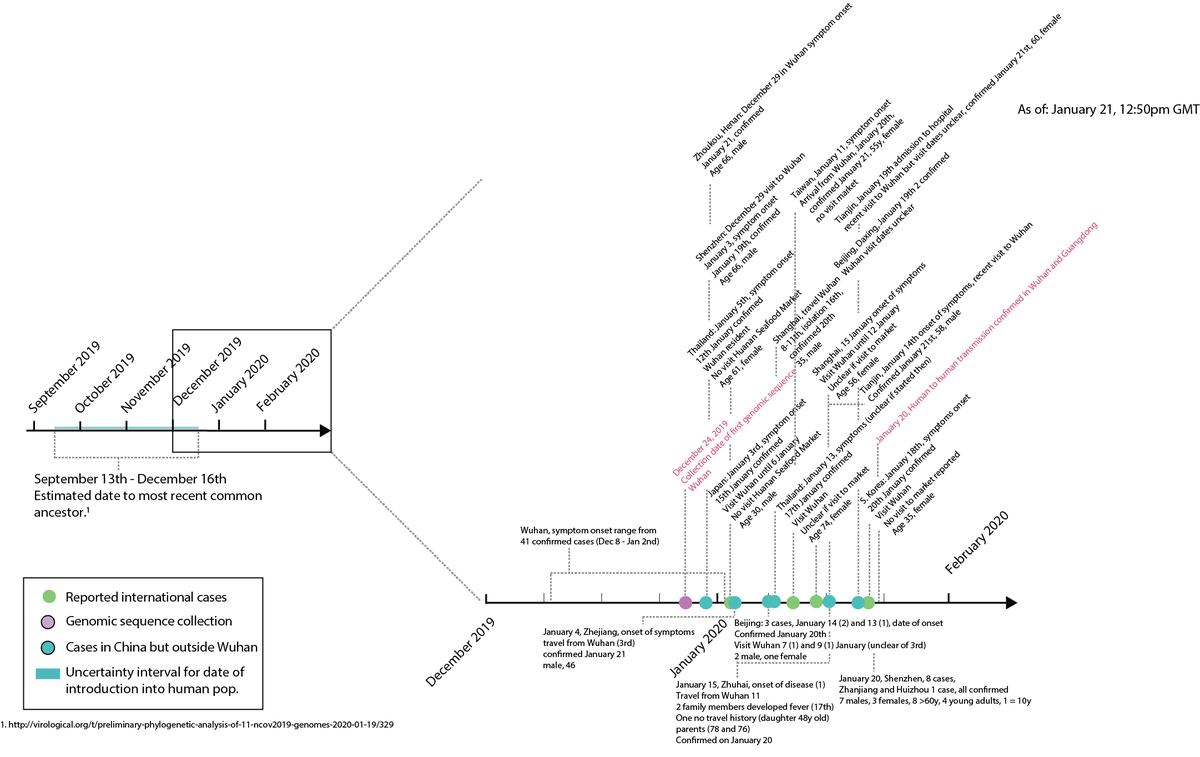 As of: January 21, 12:50pm GMT
Zhoukou, Henan: December 29 in Wuhan symptom onset
January 21, confirmed
Age 66, male
Shenzhen: December 29 visit to Wuhan
January 3, symptom onset
January 19th, confirmed
Age 66, male
Taiwan, January 11, symptom onset
Arrival from Wuhan, January 20th,
confirmed January 21, 55y, female
no visit market
Tianjin, January 19th admission to hospital
recent visit to Wuhan but visit dates unclear, confirmed January 21st, 60, female
Beijing, Daxing, January 19th 2 confirmed
Wuhan visit dates unclear
Thailand: January 5th, symptom onset
12th January confirmed
Wuhan resident
No visit Huanan Seafood Market
Age 61, female
Shanghai, travel Wuhan
8-11th, isolation 16th,
confirmed 20th
35, male
Shanghai, 15 January onset of symptoms
Visit Wuhan until 12 January
Unclear if visit to market
Age 56, female
Tianjin, January 14th onset of symptoms, recent visit to Wuhan
Confirmed January 21st, 58, male
December 24, 2019
Collection date of first genomic sequence
Wuhan
Japan: January 3rd, symptom onset
15th January confirmed
Visit Wuhan until 6 January
No visit Huanan Seafood Market
Age 30, male
Thailand: January 13, symptoms (unclear if started then)
17th January confirmed
Visit Wuhan
Unclear if visit to market
Age 74, female
January 20, Human to human transmission confirmed in Wuhan and Guangdong
S. Korea: January 18th, symptoms onset
20th January confirmed
Visit Wuhan
No visit to market reported
Age 35, female
September 2019
October 2019
November 2019
December 2019
January 2020
February 2020
September 13th - December 16th
Estimated date to most recent common
ancestor.¹
Wuhan, symptom onset range from
41 confirmed cases (Dec 8 - Jan 2nd)
December 2019
January 2020
February 2020
January 4, Zhejiang, onset of symptoms
travel from Wuhan (3rd)
confirmed January 21
male, 46
Beijing: 3 cases, January 14 (2) and 13 (1), date of onset
Confirmed January 20th
Visit Wuhan 7 (1) and 9 (1) January (unclear of 3rd)
2 male, one female
January 15, Zhuhai, onset of disease (1)
Travel from Wuhan 11
2 family members developed fever (17th)
One no travel history (daughter 48y old)
parents (78 and 76)
Confirmed on January 20
January 20, Shenzhen, 8 cases,
Zhanjiang and Huizhou 1 case, all confirmed
7 males, 3 females, 8 >60y, 4 young adults, 1 = 10y
Reported international cases
Genomic sequence collection
Cases in China but outside Wuhan
Uncertainty interval for date of
introduction into human pop.
1. http://virological.org/t/preliminary-phylogenetic-analysis-of-11-ncov2019-genomes-2020-01-19/329